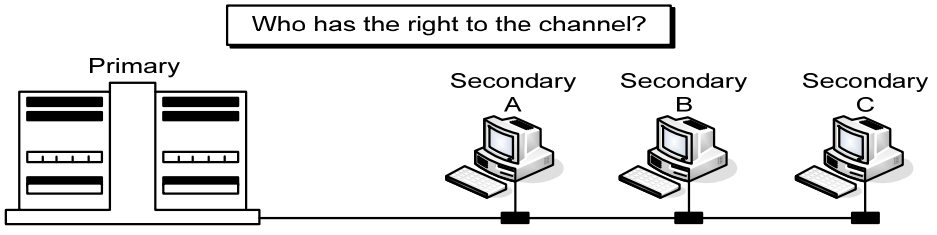 Who has the right to the channel?
Primary
Secondary
A
Secondary
B
Secondary
C